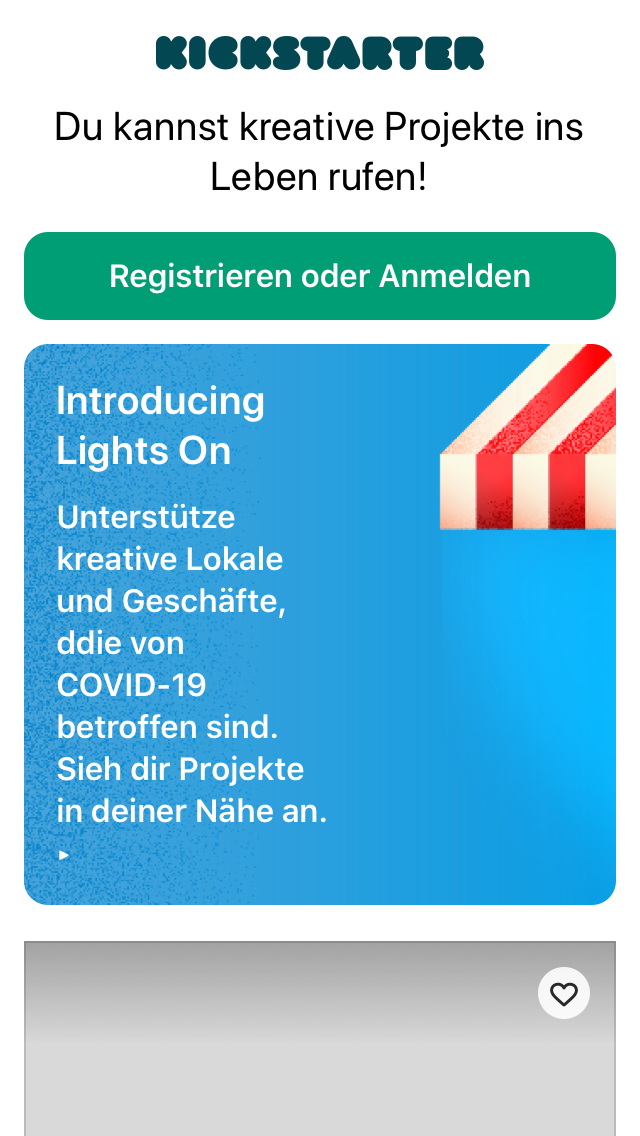 KICKSTARTER
Du kannst kreative Projekte ins
Leben rufen!
Registrieren oder Anmelden
Introducing
Lights On
Unterstütze
kreative Lokale
und Geschäfte,
ddie von
COVID-19
betroffen sind.
Sieh dir Projekte
in deiner Nähe an.